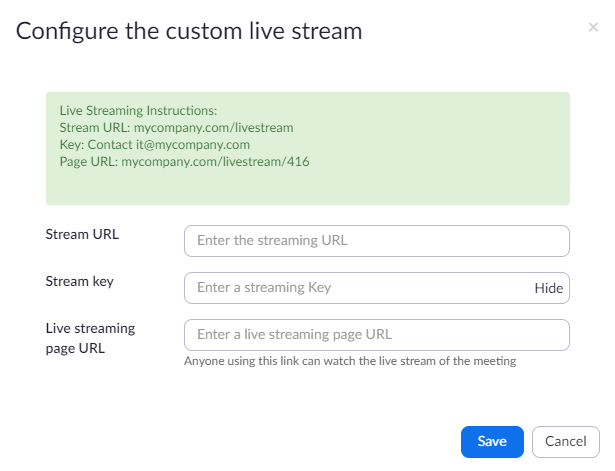 Configure the custom live stream
×
Live Streaming Instructions:
Stream URL: mycompany.com/livestream
Key: Contact it@mycompany.com
Page URL: mycompany.com/livestream/416
Stream URL
Enter the streaming URL
Stream key
Enter a streaming Key
Hide
Live streaming
page URL
Enter a live streaming page URL
Anyone using this link can watch the live stream of the meeting
Save
Cancel